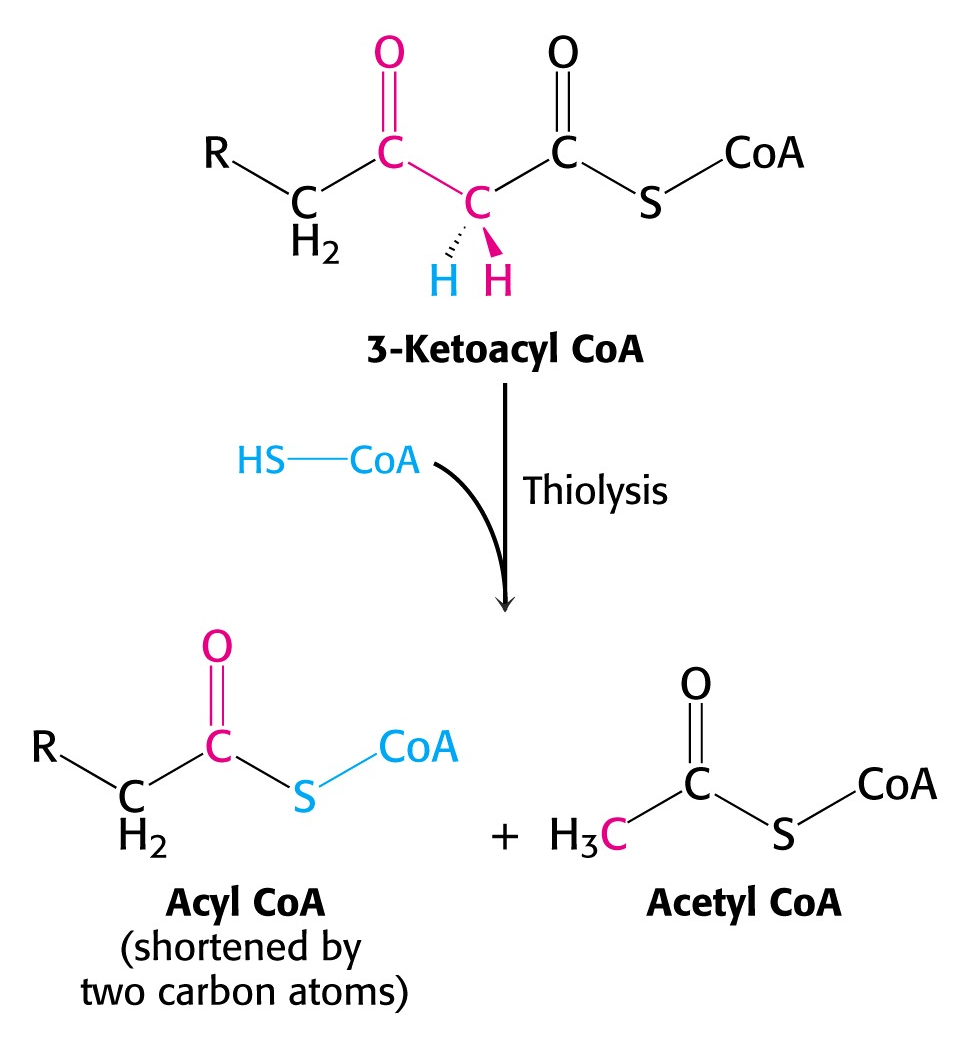 O O
R C C CoA
C C S
H2
H H
3-Ketoacyl CoA
HS CoA
Thiolysis
O
O
R C CoA
C S
H2
C CoA
+ H3C S
Acyl CoA Acetyl CoA
(shortened by
two carbon atoms)